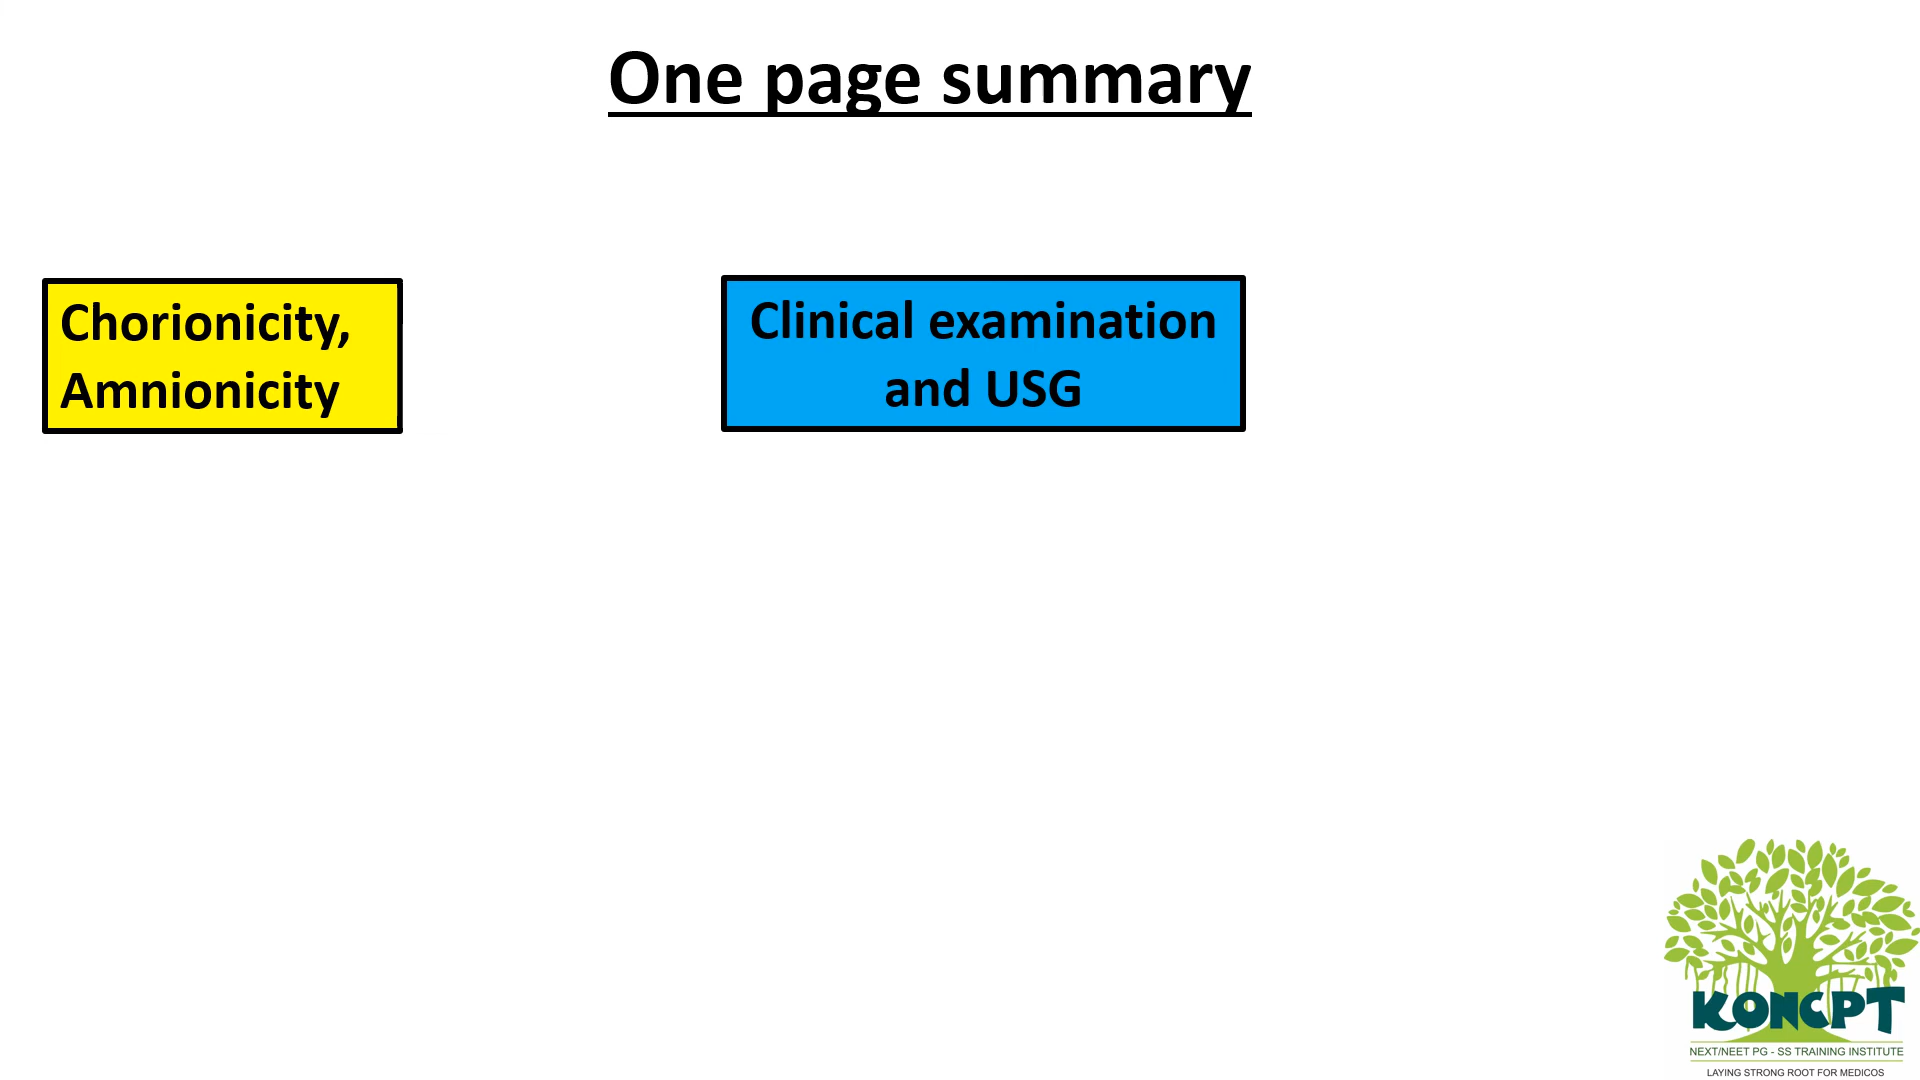 One page summary
Chorionicity,
Amnionicity
Clinical examination
and USG
KONCPT
NEXT/NEET PG - SS TRAINING INSTITUTE
LAYING STRONG ROOT FOR MEDICOS